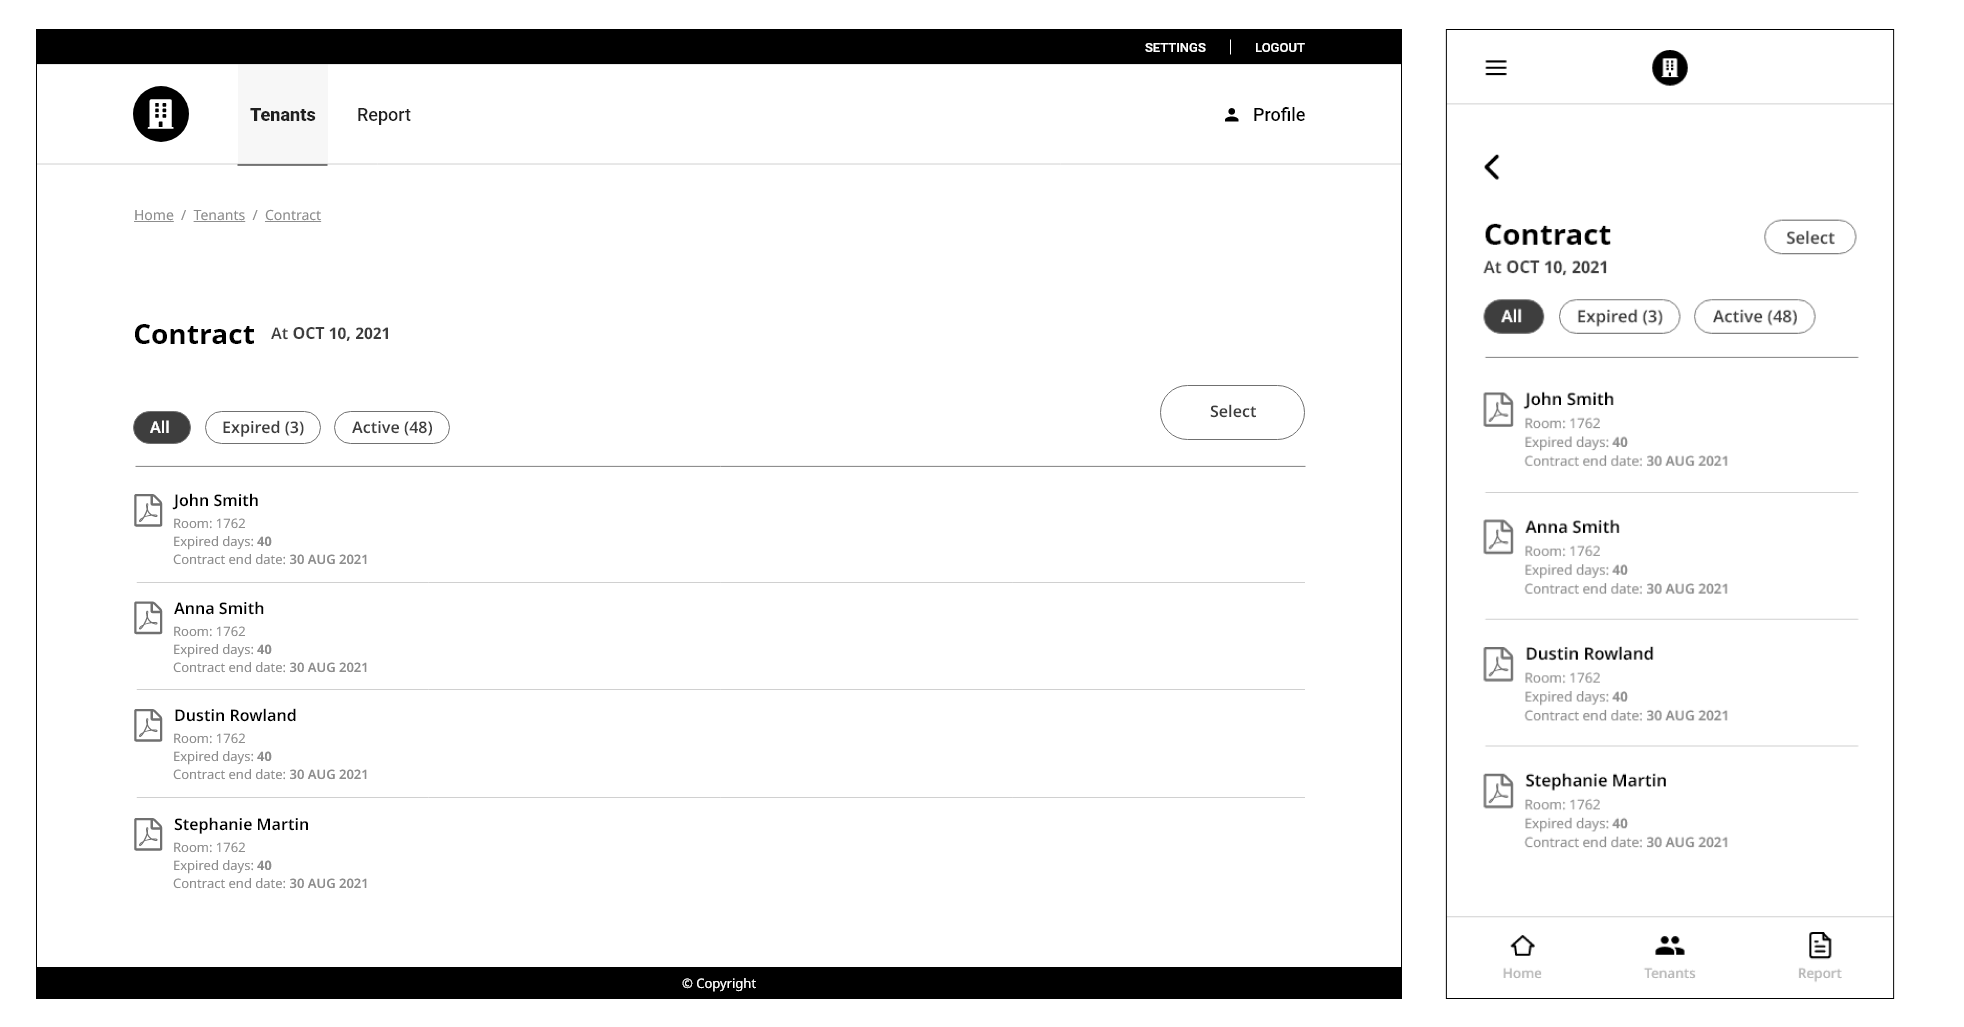 SETTINGS | LOGOUT
Tenants Report Profile
Home / Tenants / Contract
Contract At OCT 10, 2021
Select
All Expired (3) Active (48)
John Smith
Room: 1762
Expired days: 40
Contract end date: 30 AUG 2021
Anna Smith
Room: 1762
Expired days: 40
Contract end date: 30 AUG 2021
Dustin Rowland
Room: 1762
Expired days: 40
Contract end date: 30 AUG 2021
Stephanie Martin
Room: 1762
Expired days: 40
Contract end date: 30 AUG 2021
© Copyright
Contract
Select
At OCT 10, 2021
All Expired (3) Active (48)
John Smith
Room: 1762
Expired days: 40
Contract end date: 30 AUG 2021
Anna Smith
Room: 1762
Expired days: 40
Contract end date: 30 AUG 2021
Dustin Rowland
Room: 1762
Expired days: 40
Contract end date: 30 AUG 2021
Stephanie Martin
Room: 1762
Expired days: 40
Contract end date: 30 AUG 2021
Home Tenants Report